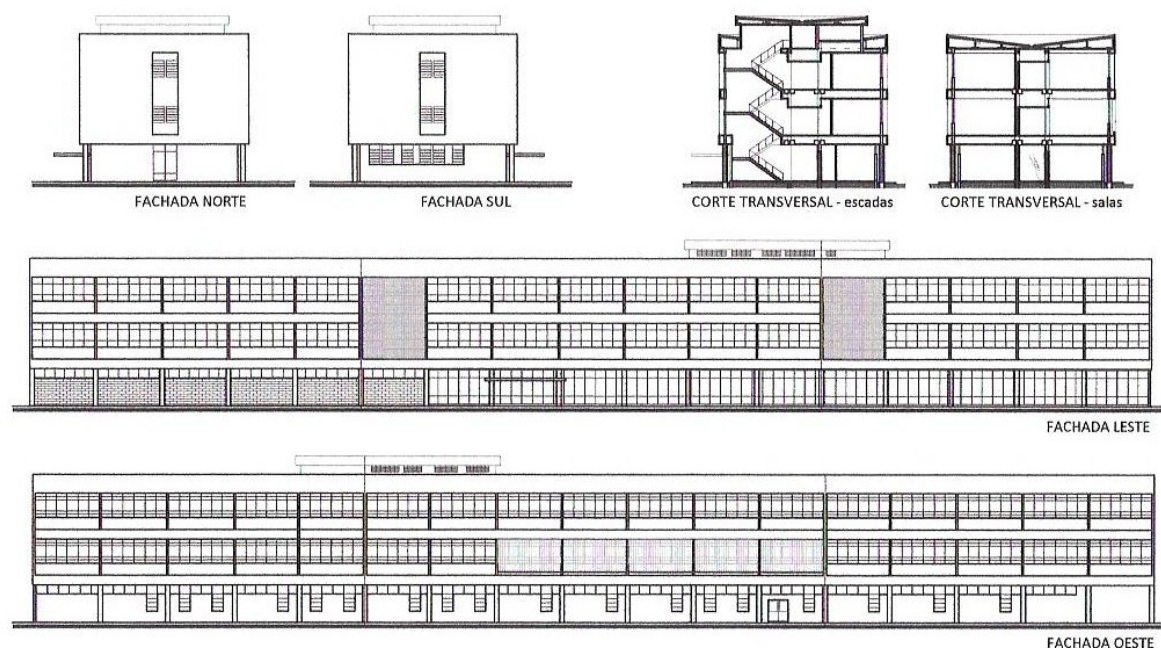 FACHADA NORTE
FACHADA SUL
CORTE TRANSVERSAL - escadas
CORTE TRANSVERSAL - salas
FACHADA LESTE
FACHADA OESTE